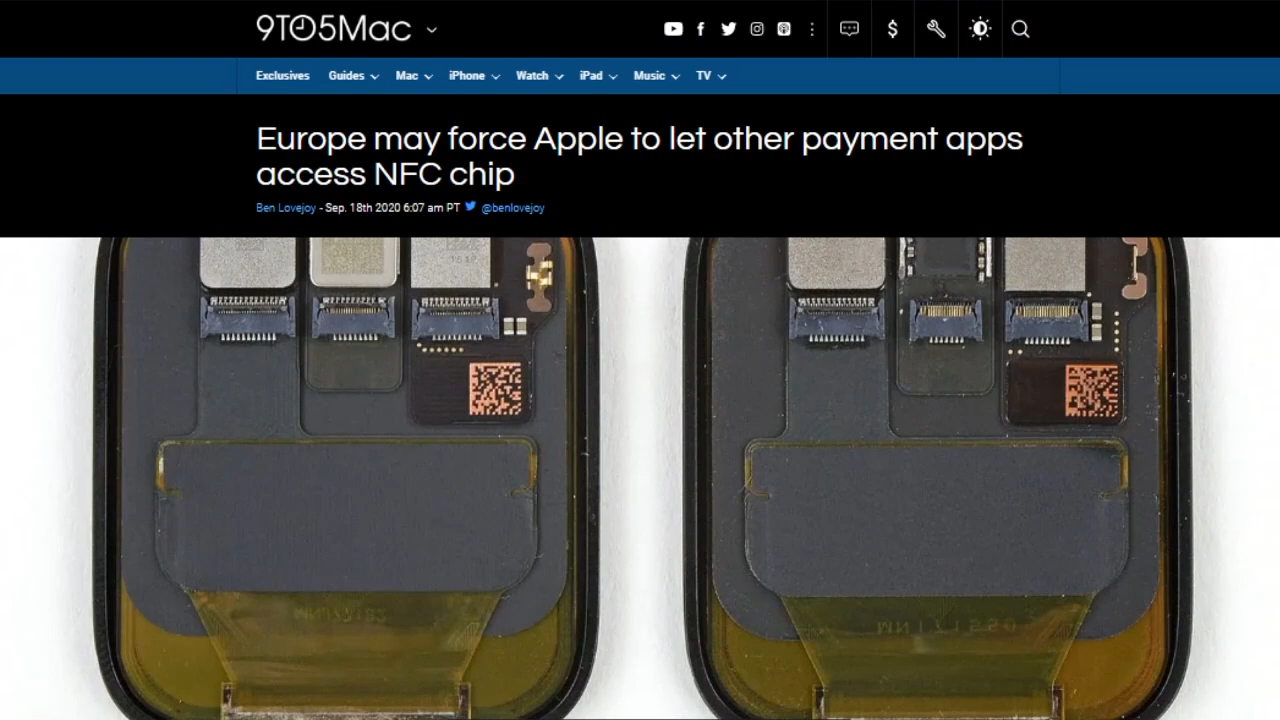 9TO5Mac
Exclusives Guides Mac iPhone Watch iPad Music TV
Europe may force Apple to let other payment apps
access NFC chip
Ben Lovejoy - Sep. 18th 2020 6:07 am PT @benlovejoy